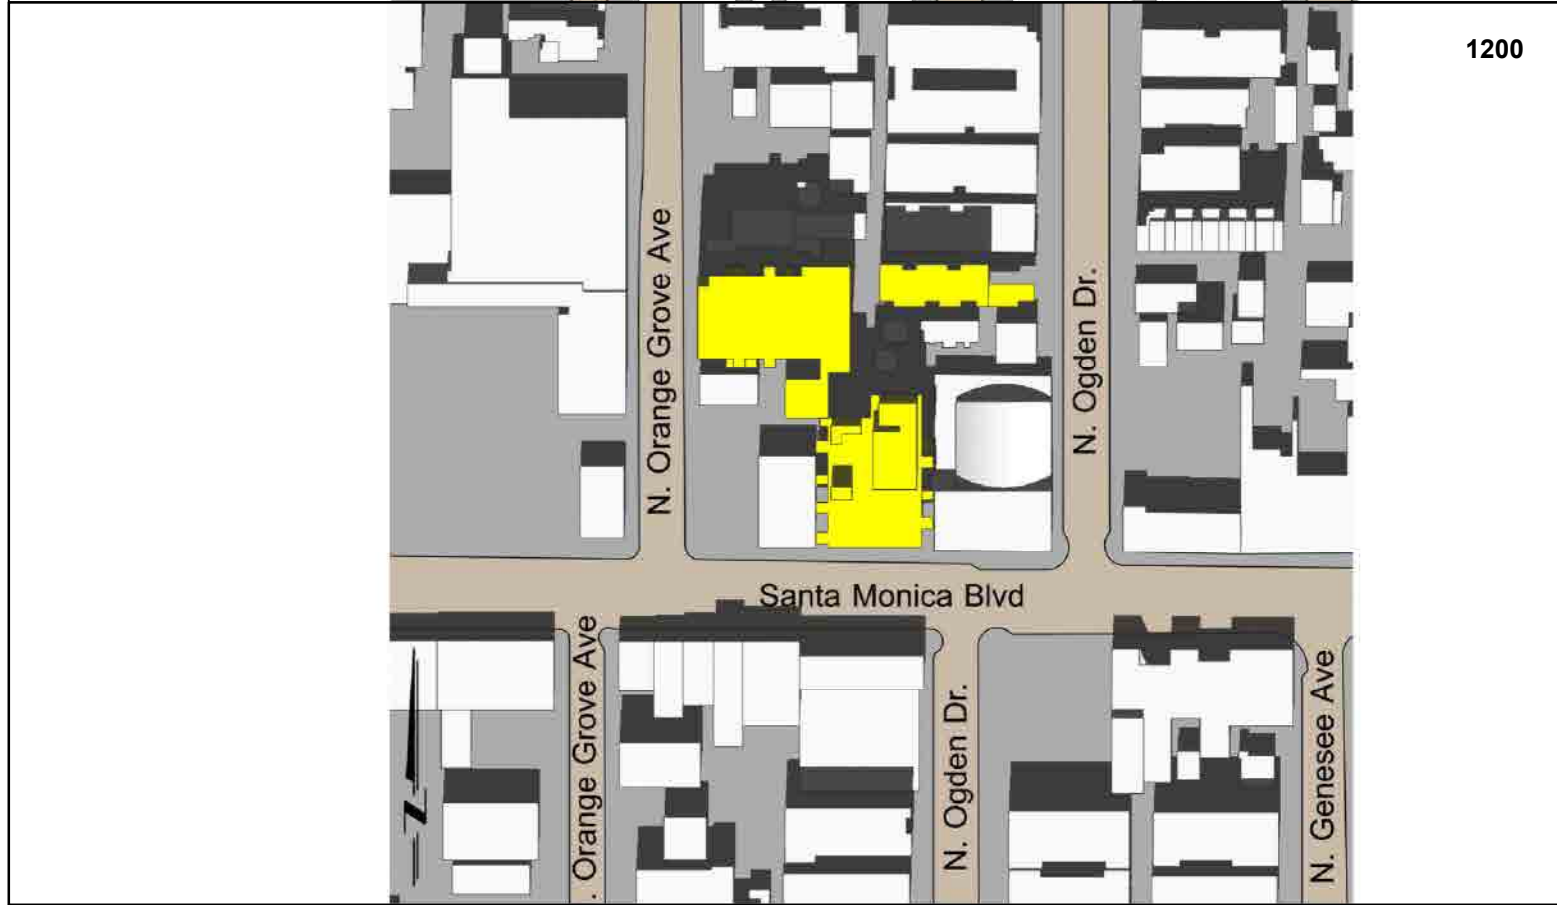 1200
N. Orange Grove Ave
N. Ogden Dr.
Santa Monica Blvd
. Orange Grove Ave
N. Ogden Dr.
N. Genesee Ave
N